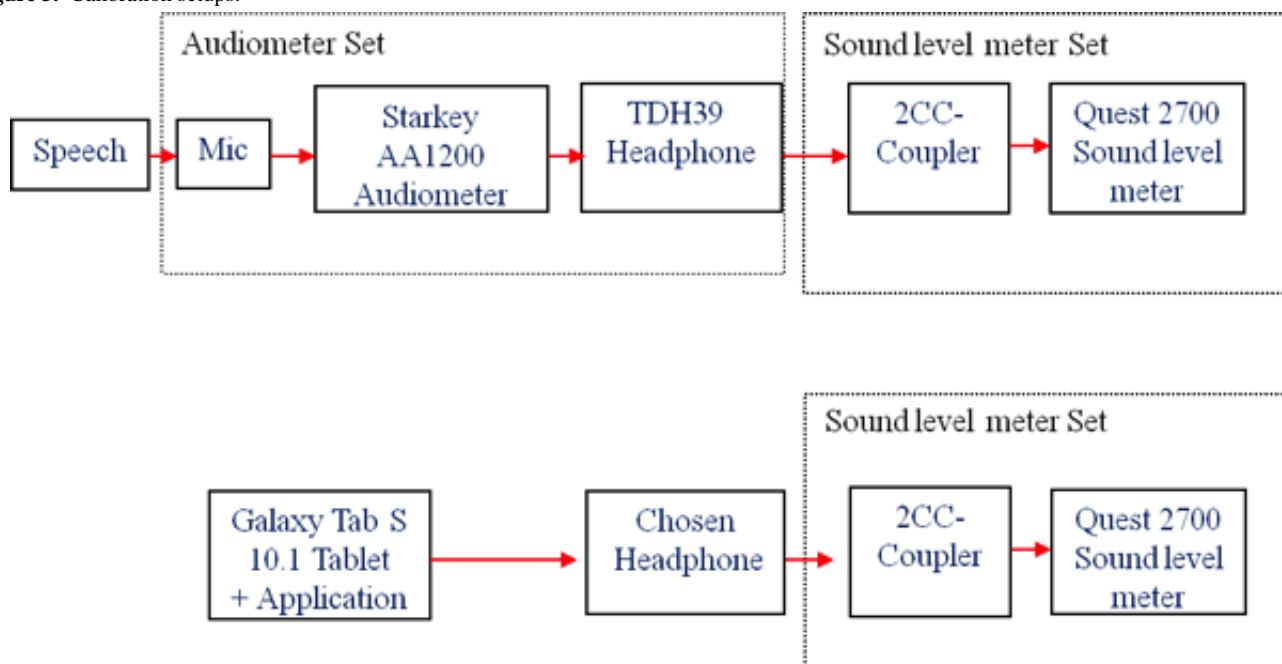 Audiometer Set
Sound level meter Set
Speech
Mic
Starkey
AA1200
Audiometer
TDH39
Headphone
2CC-
Coupler
Quest 2700
Sound level
meter
Sound level meter Set
Galaxy Tab S
10.1 Tablet
+ Application
Chosen
Headphone
2CC-
Coupler
Quest 2700
Sound level
meter